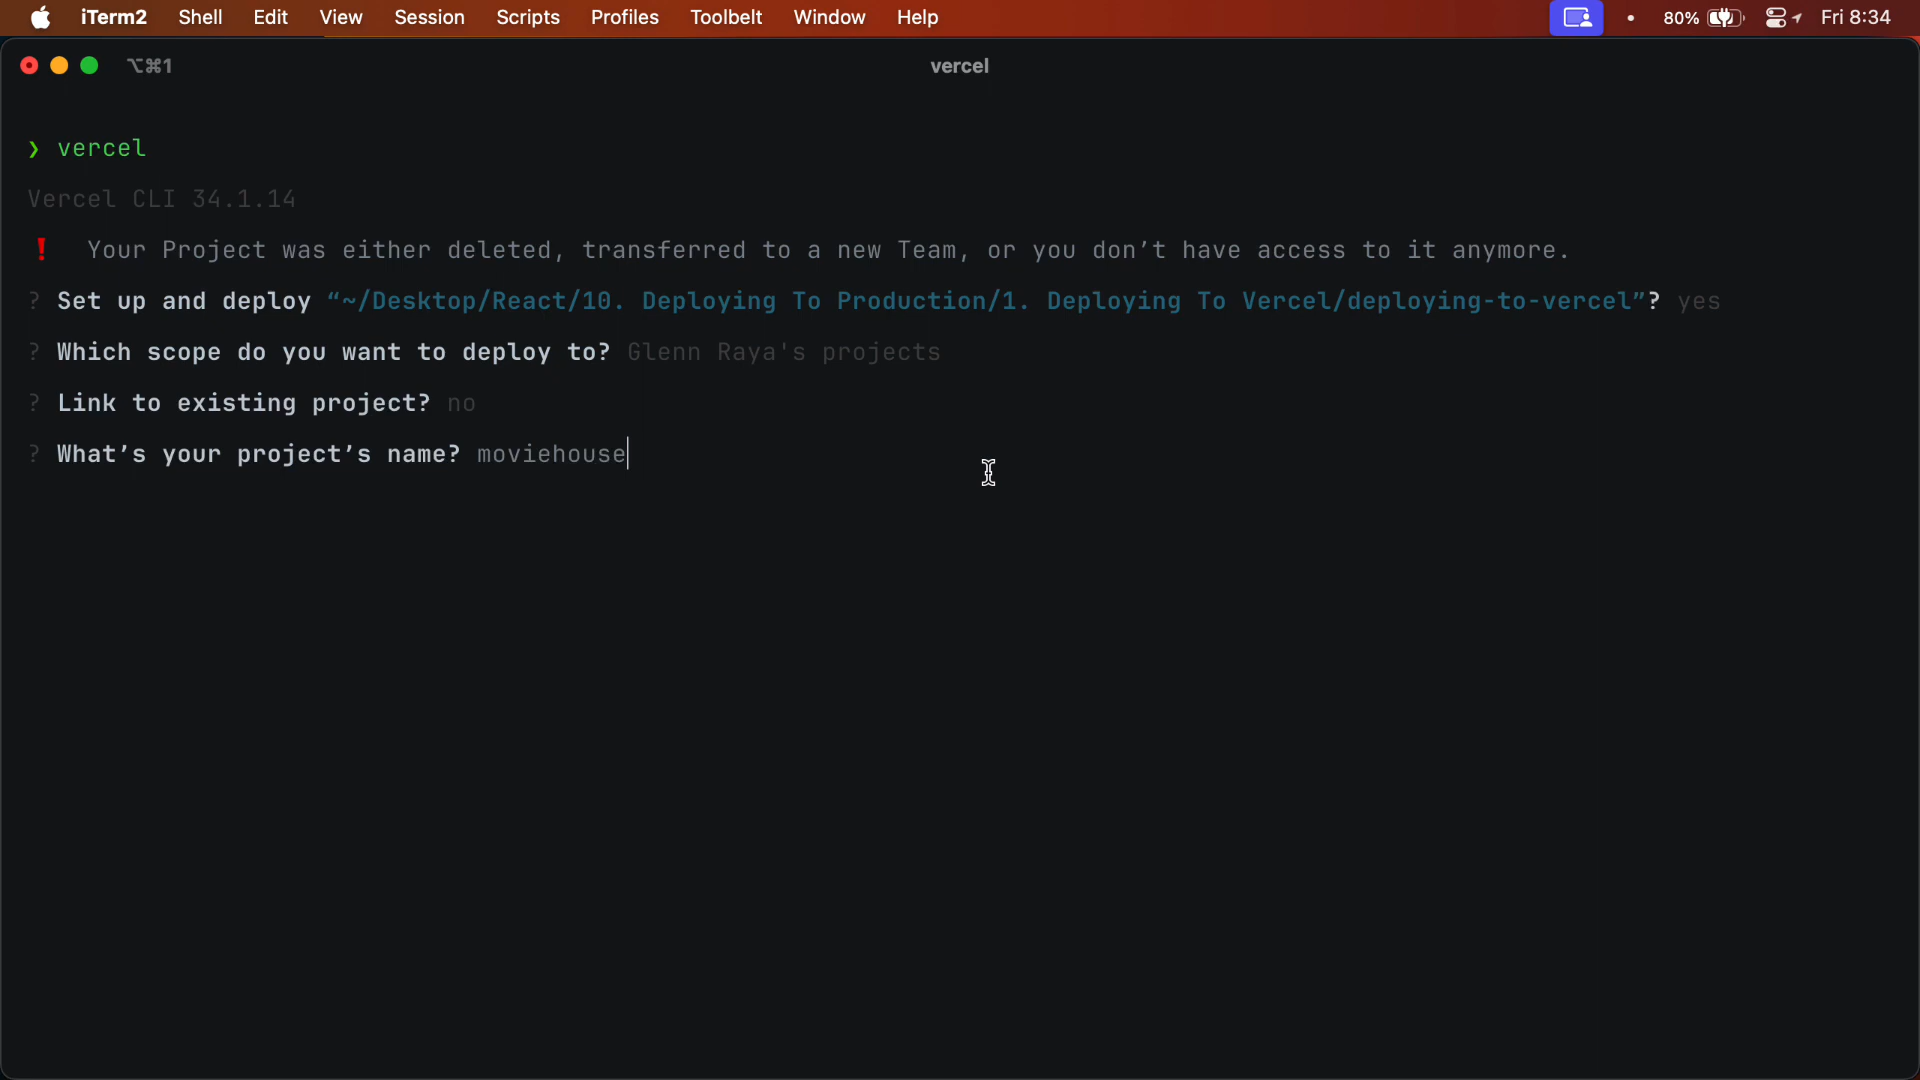 iTerm2 Shell Edit View Session Scripts Profiles Toolbelt Window Help 80% Fri 8:34
⌥⌘1 vercel
❯ vercel
Vercel CLI 34.1.14
❗ Your Project was either deleted, transferred to a new Team, or you don’t have access to it anymore.
? Set up and deploy “~/Desktop/React/10. Deploying To Production/1. Deploying To Vercel/deploying-to-vercel”? yes
? Which scope do you want to deploy to? Glenn Raya's projects
? Link to existing project? no
? What’s your project’s name? moviehouse